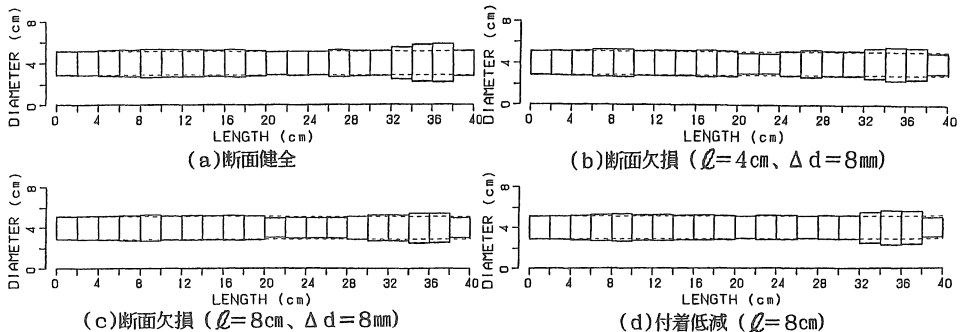 DIAMETER (cm)
0 4 8
0 4 8 12 16 20 24 28 32 36 40
LENGTH (cm)
(a)断面健全
DIAMETER (cm)
0 4 8
0 4 8 12 16 20 24 28 32 36 40
LENGTH (cm)
(b)断面欠損 (ℓ=4cm、Δd=8mm)
DIAMETER (cm)
0 4 8
0 4 8 12 16 20 24 28 32 36 40
LENGTH (cm)
(c)断面欠損 (ℓ=8cm、Δd=8mm)
DIAMETER (cm)
0 4 8
0 4 8 12 16 20 24 28 32 36 40
LENGTH (cm)
(d)付着低減 (ℓ=8cm)